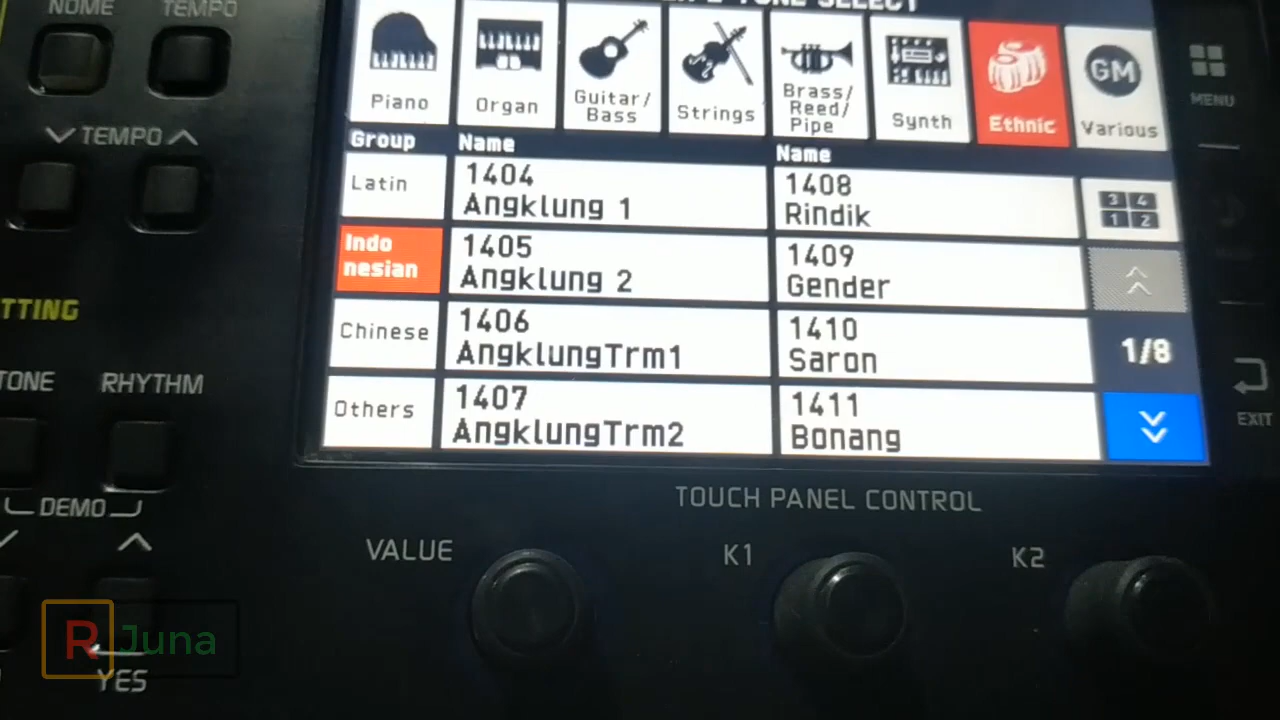 NOME
TEMPO
TONE SELECT
Piano
Organ
Guitar/
Bass
Strings
Brass/
Reed/
Pipe
Synth
Ethnic
GM
Various
MENU
TEMPO
Group
Name
Name
Latin
1404
Angklung 1
1408
Rindik
3 4
1 2
Indo
nesian
1405
Angklung 2
1409
Gender
TTING
Chinese
1406
AngklungTrm1
1410
Saron
1/8
TONE
RHYTHM
Others
1407
AngklungTrm2
1411
Bonang
EXIT
DEMO
TOUCH PANEL CONTROL
VALUE
K1
K2
R Juna
YES